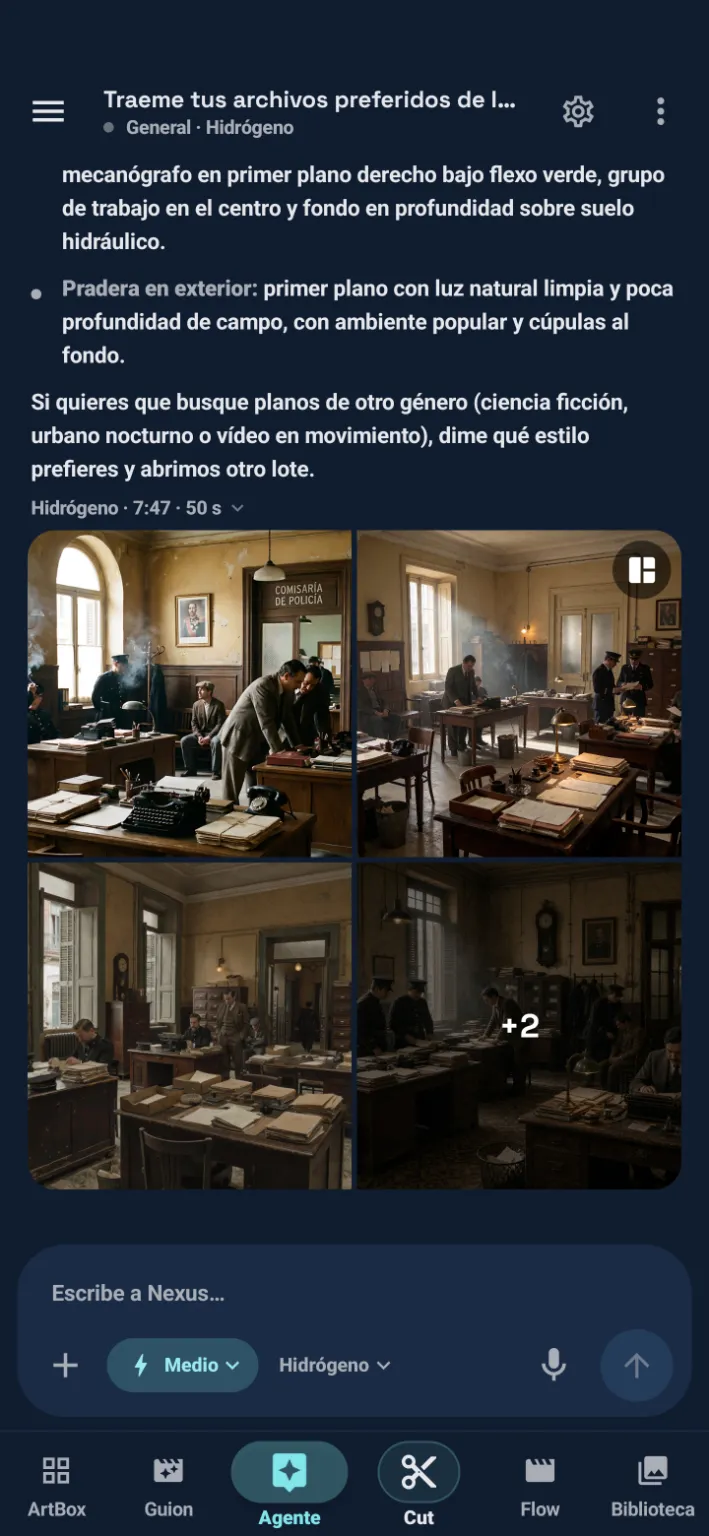 Traeme tus archivos preferidos de l...
General · Hidrógeno
mecanógrafo en primer plano derecho bajo flexo verde, grupo
de trabajo en el centro y fondo en profundidad sobre suelo
hidráulico.
Pradera en exterior: primer plano con luz natural limpia y poca
profundidad de campo, con ambiente popular y cúpulas al
fondo.
Si quieres que busque planos de otro género (ciencia ficción,
urbano nocturno o vídeo en movimiento), dime qué estilo
prefieres y abrimos otro lote.
Hidrógeno · 7:47 · 50 s
COMISARÍA
DE POLICÍA
+2
Escribe a Nexus...
Medio
Hidrógeno
ArtBox
Guion
Agente
Cut
Flow
Biblioteca